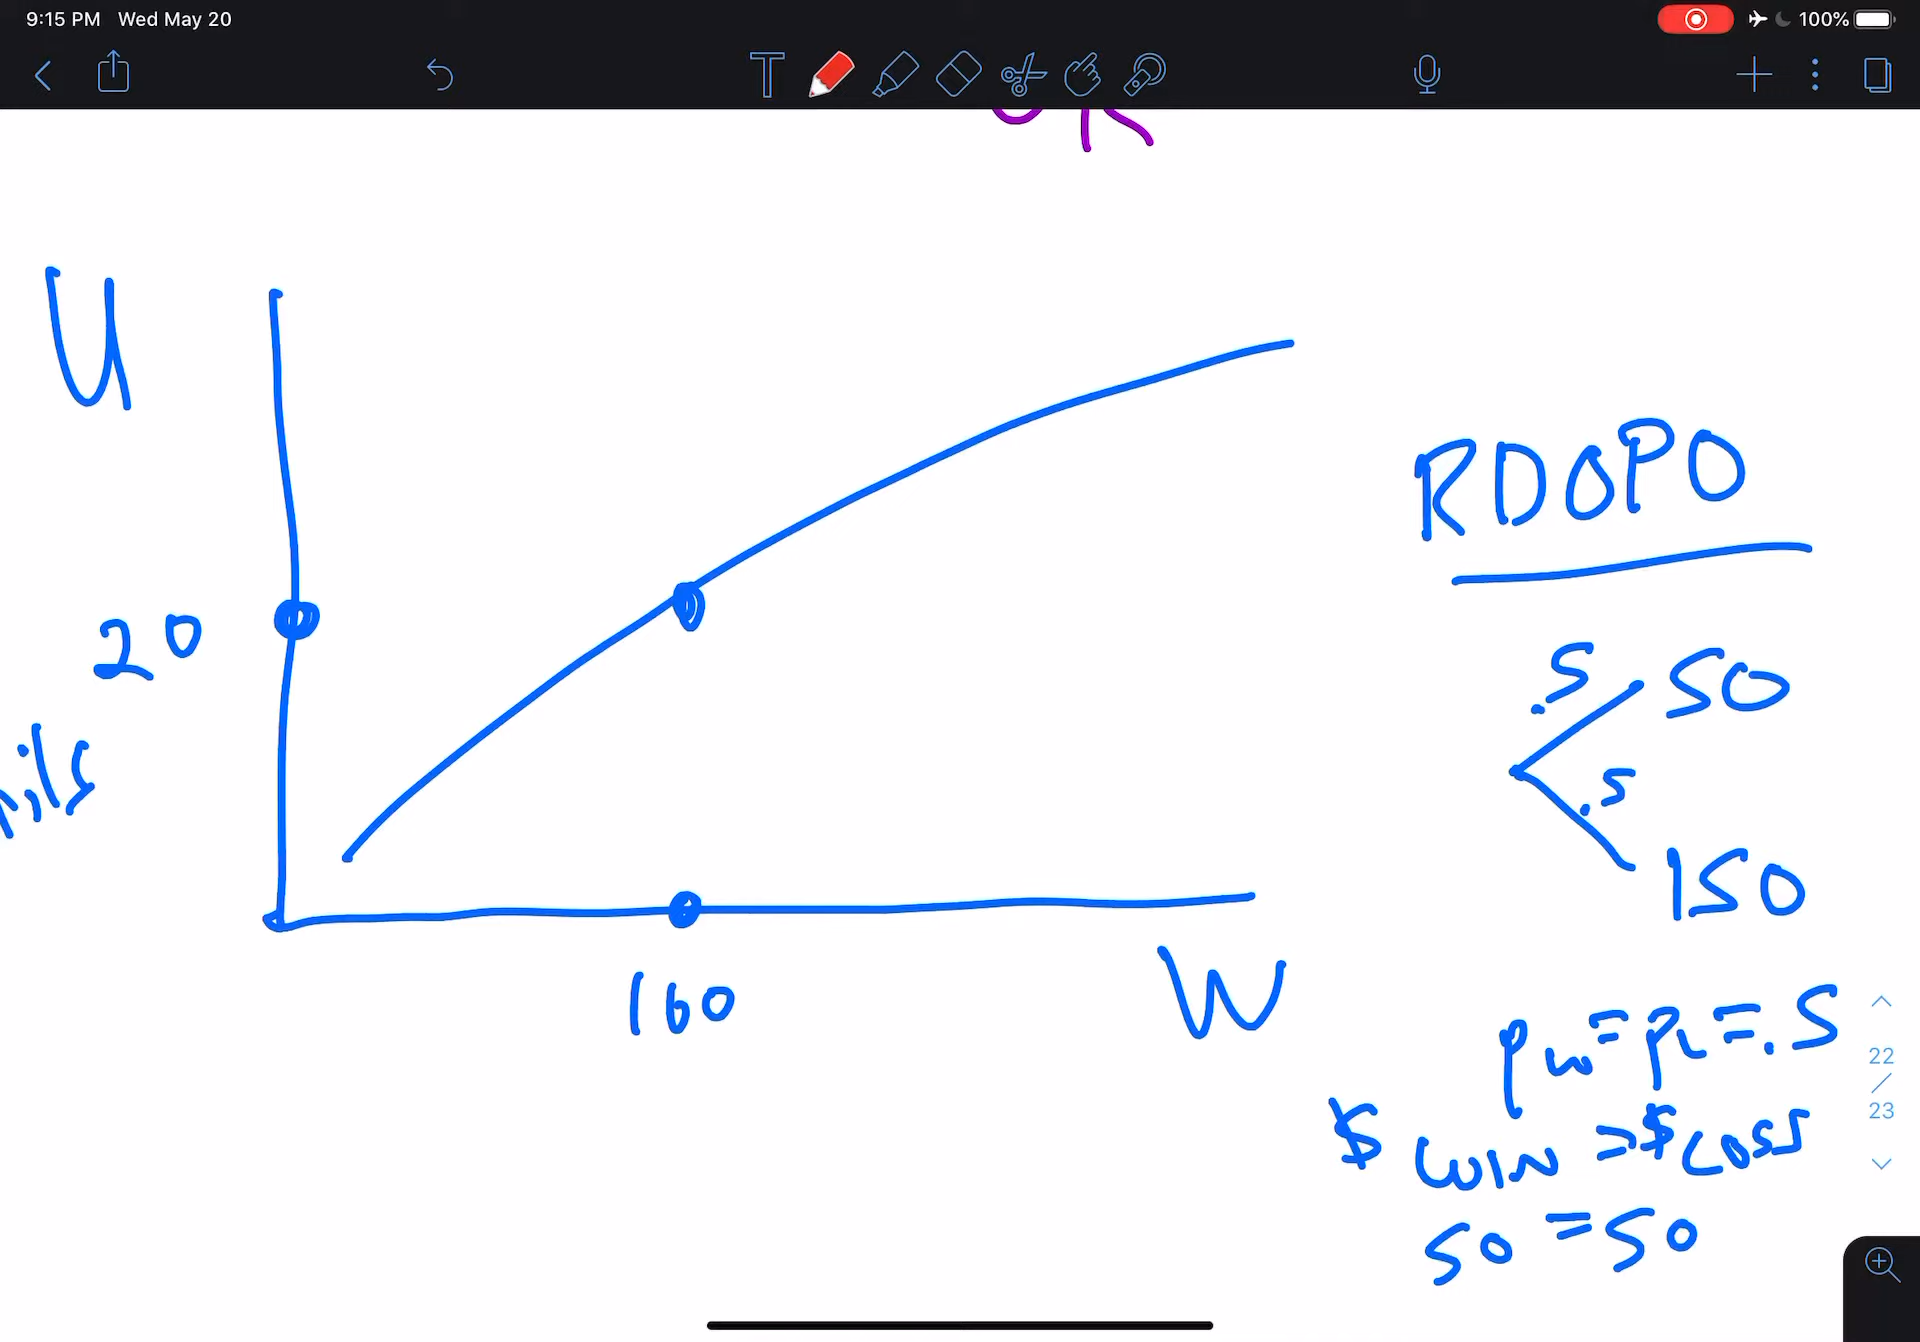 9:15 PM Wed May 20
100%
U
RDOPO
20
.5 50
.5
150
160
W
pw = pL = .5
$ WIN = $ LOSS
50 = 50
22
/
23